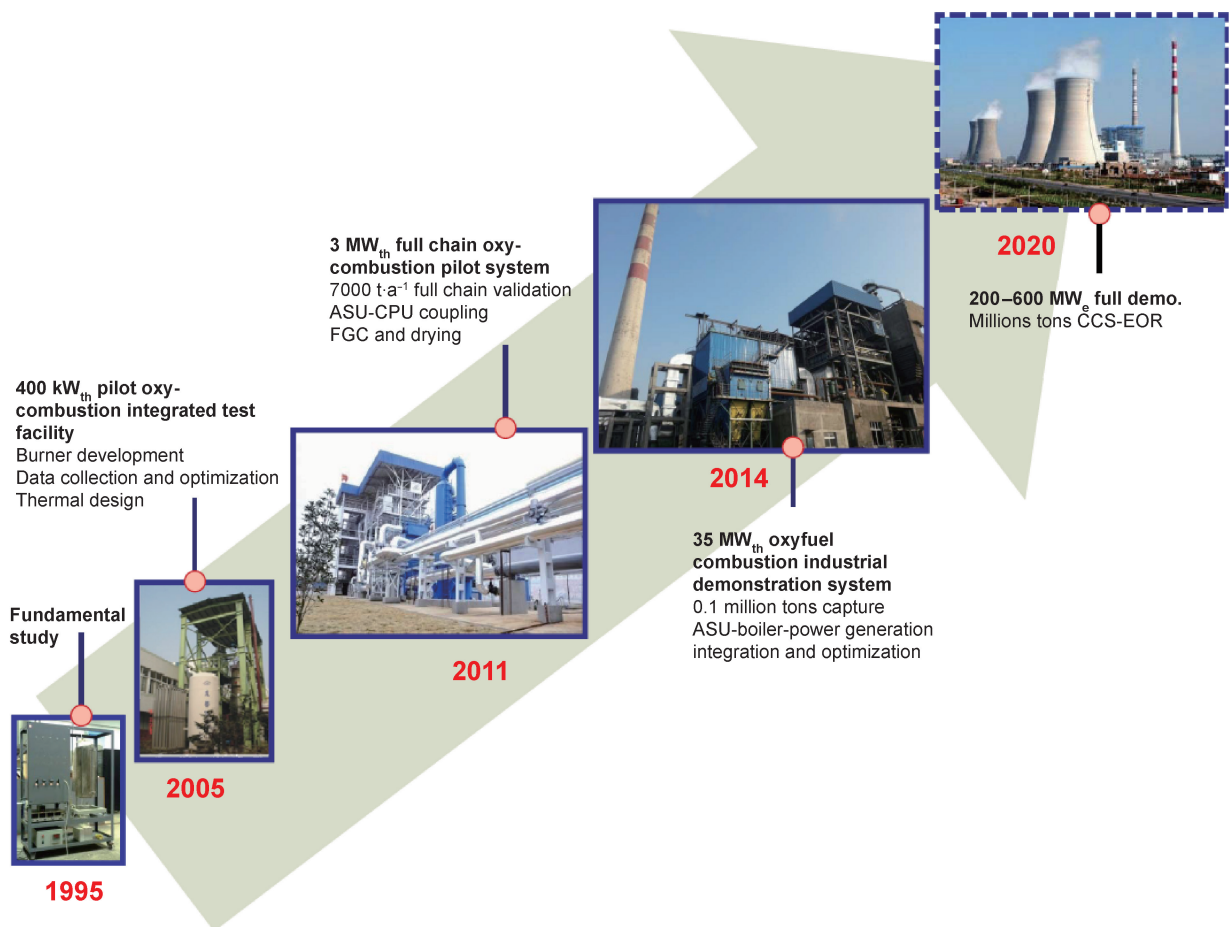 Fundamental
study
1995
400 kWth pilot oxy-
combustion integrated test
facility
Burner development
Data collection and optimization
Thermal design
2005
3 MWth full chain oxy-
combustion pilot system
7000 t·a⁻¹ full chain validation
ASU-CPU coupling
FGC and drying
2011
2014
35 MWth oxyfuel
combustion industrial
demonstration system
0.1 million tons capture
ASU-boiler-power generation
integration and optimization
2020
200–600 MWe full demo.
Millions tons CCS-EOR